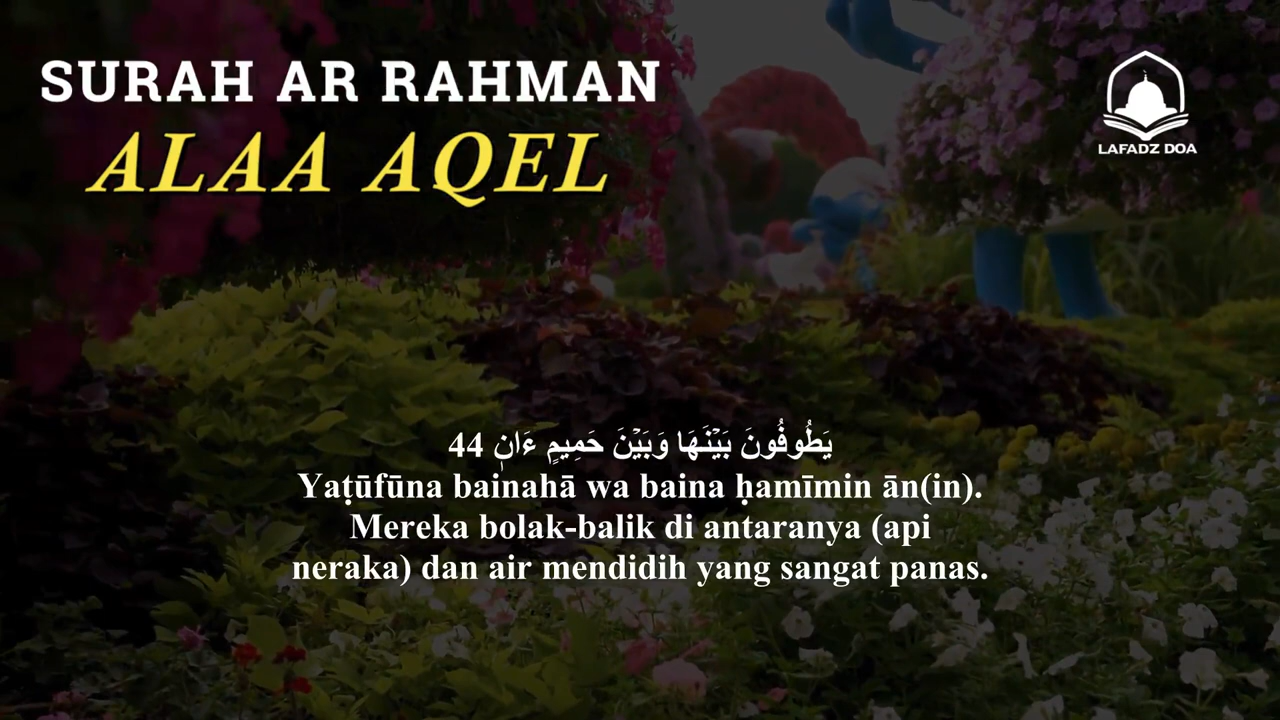 SURAH AR RAHMAN
ALAA AQEL
LAFADZ DOA
يَطُوفُونَ بَيْنَهَا وَبَيْنَ حَمِيمٍ ءَانٍ 44
Yaṭūfūna bainahā wa baina ḥamīmin ān(in).
Mereka bolak-balik di antaranya (api
neraka) dan air mendidih yang sangat panas.